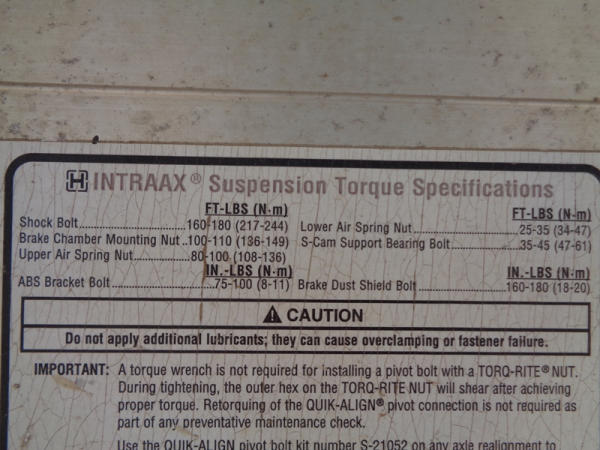 H INTRAAX® Suspension Torque Specifications
FT-LBS (N·m)
Shock Bolt 160-180 (217-244)
Brake Chamber Mounting Nut ..100-110 (136-149)
Upper Air Spring Nut 80-100 (108-136)
IN.-LBS (N·m)
ABS Bracket Bolt 75-100 (8-11)
FT-LBS (N·m)
Lower Air Spring Nut 25-35 (34-47)
S-Cam Support Bearing Bolt 35-45 (47-61)
IN.-LBS (N·m)
Brake Dust Shield Bolt 160-180 (18-20)
CAUTION
Do not apply additional lubricants; they can cause overclamping or fastener failure.
IMPORTANT: A torque wrench is not required for installing a pivot bolt with a TORQ-RITE® NUT.
During tightening, the outer hex on the TORQ-RITE NUT will shear after achieving
proper torque. Retorquing of the QUIK-ALIGN® pivot connection is not required as
part of any preventative maintenance check.
Use the QUIK-ALIGN pivot bolt kit number S-21052 on any axle realignment to